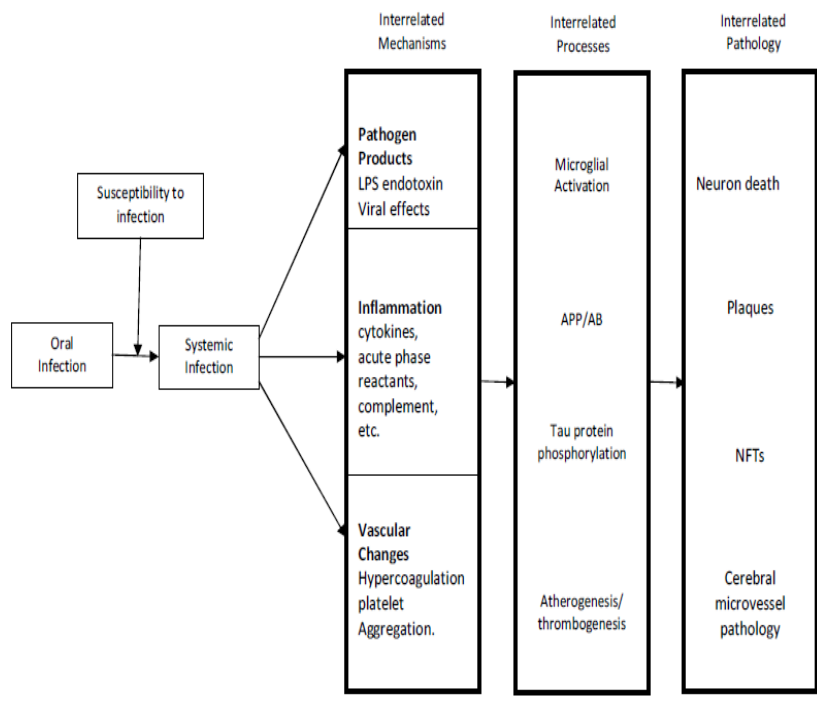 Interrelated
Mechanisms
Interrelated
Processes
Interrelated
Pathology
Susceptibility to
infection
Oral
Infection
Systemic
Infection
Pathogen
Products
LPS endotoxin
Viral effects
Inflammation
cytokines,
acute phase
reactants,
complement,
etc.
Vascular
Changes
Hypercoagulation
platelet
Aggregation.
Microglial
Activation
APP/AB
Tau protein
phosphorylation
Atherogenesis/
thrombogenesis
Neuron death
Plaques
NFTs
Cerebral
microvessel
pathology